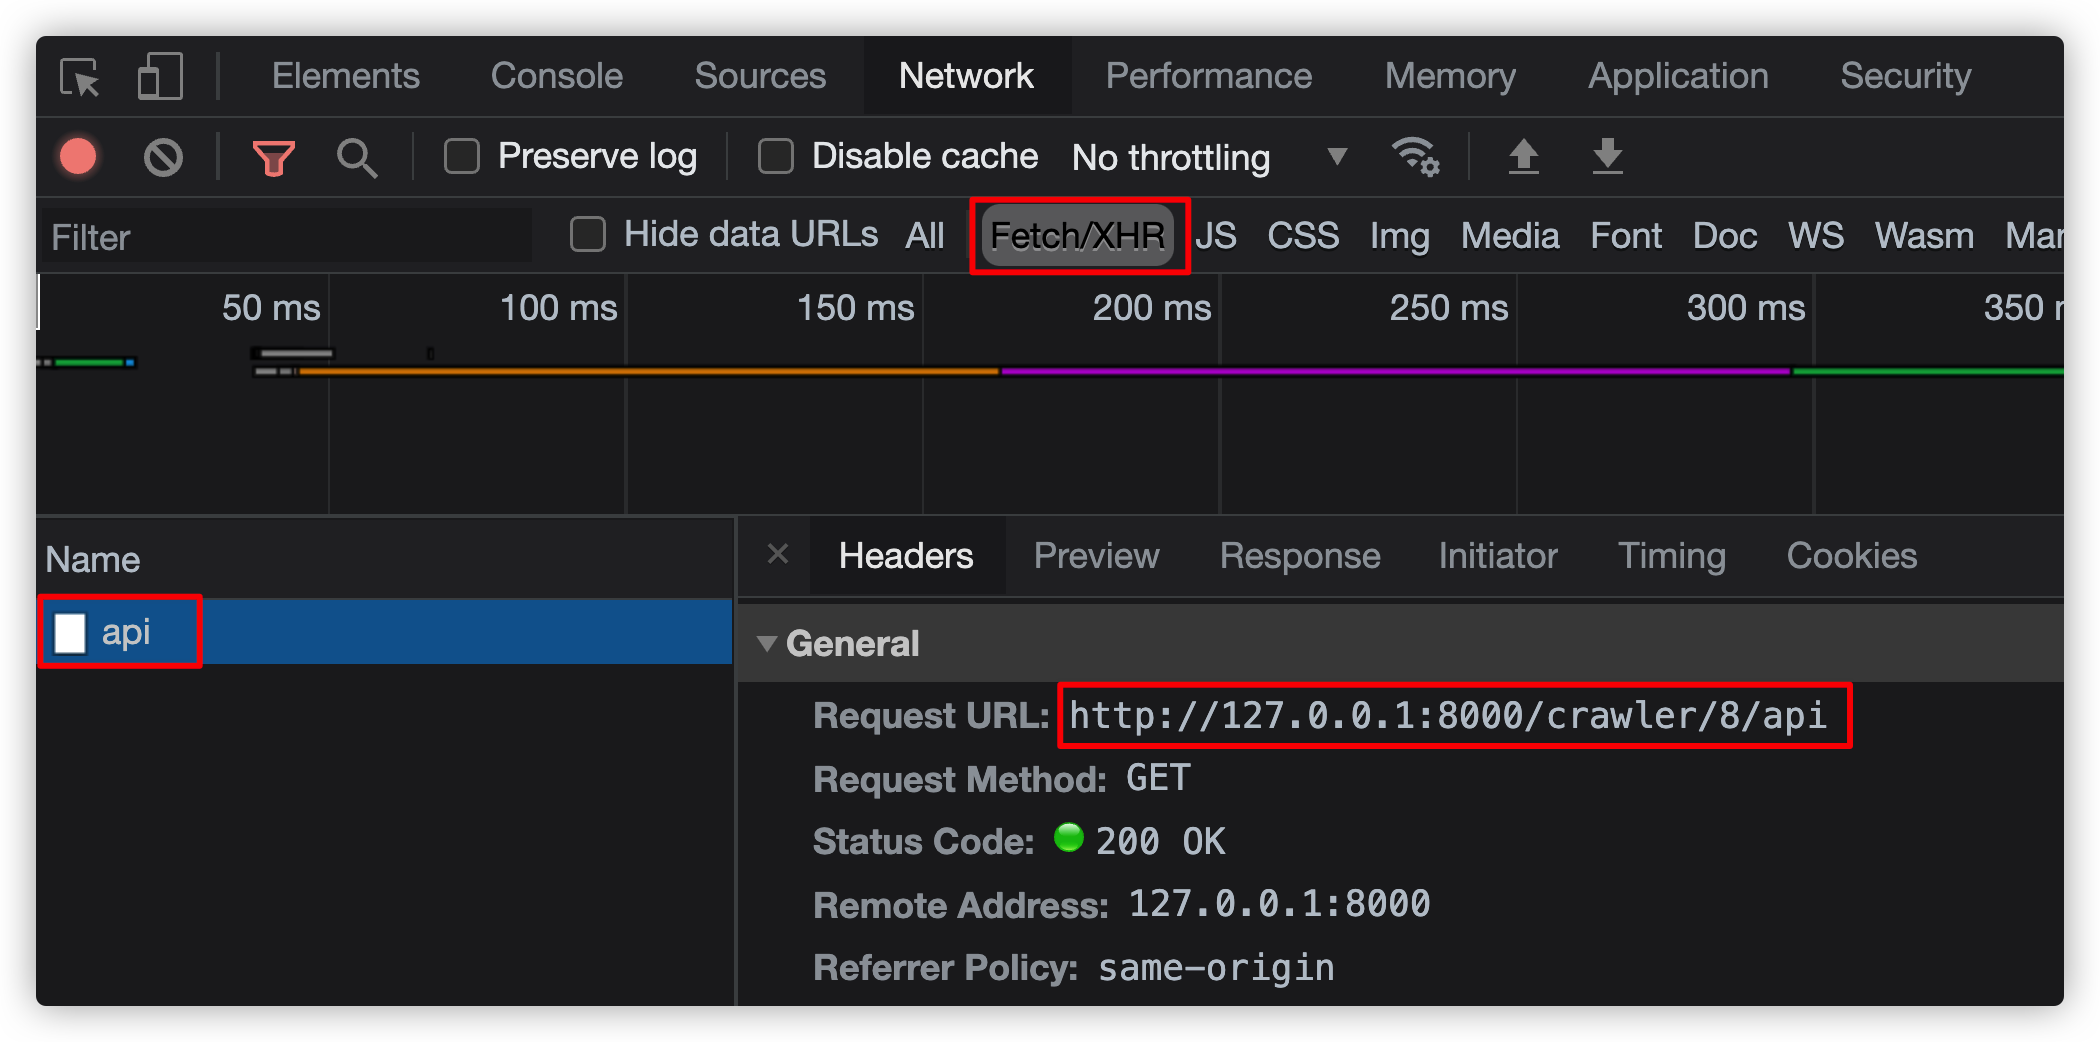 Elements Console Sources Network Performance Memory Application Security
Preserve log Disable cache No throttling
Filter Hide data URLs All Fetch/XHR JS CSS Img Media Font Doc WS Wasm
50 ms 100 ms 150 ms 200 ms 250 ms 300 ms 350
Name
api
Headers Preview Response Initiator Timing Cookies
General
Request URL: http://127.0.0.1:8000/crawler/8/api
Request Method: GET
Status Code: 200 OK
Remote Address: 127.0.0.1:8000
Referrer Policy: same-origin